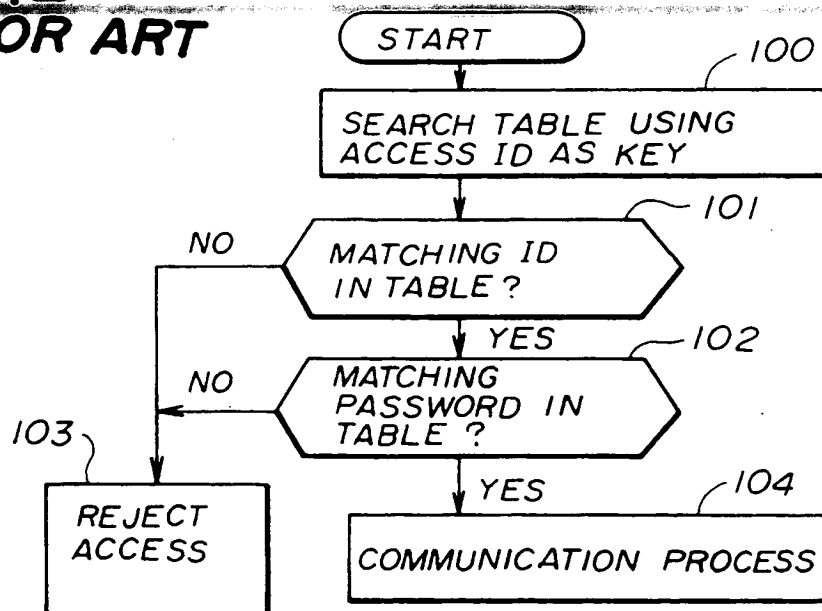 OR ART
START
100
SEARCH TABLE USING
ACCESS ID AS KEY
101
NO
MATCHING ID
IN TABLE ?
YES
102
NO
MATCHING
PASSWORD IN
TABLE ?
103
YES
104
REJECT
ACCESS
COMMUNICATION PROCESS